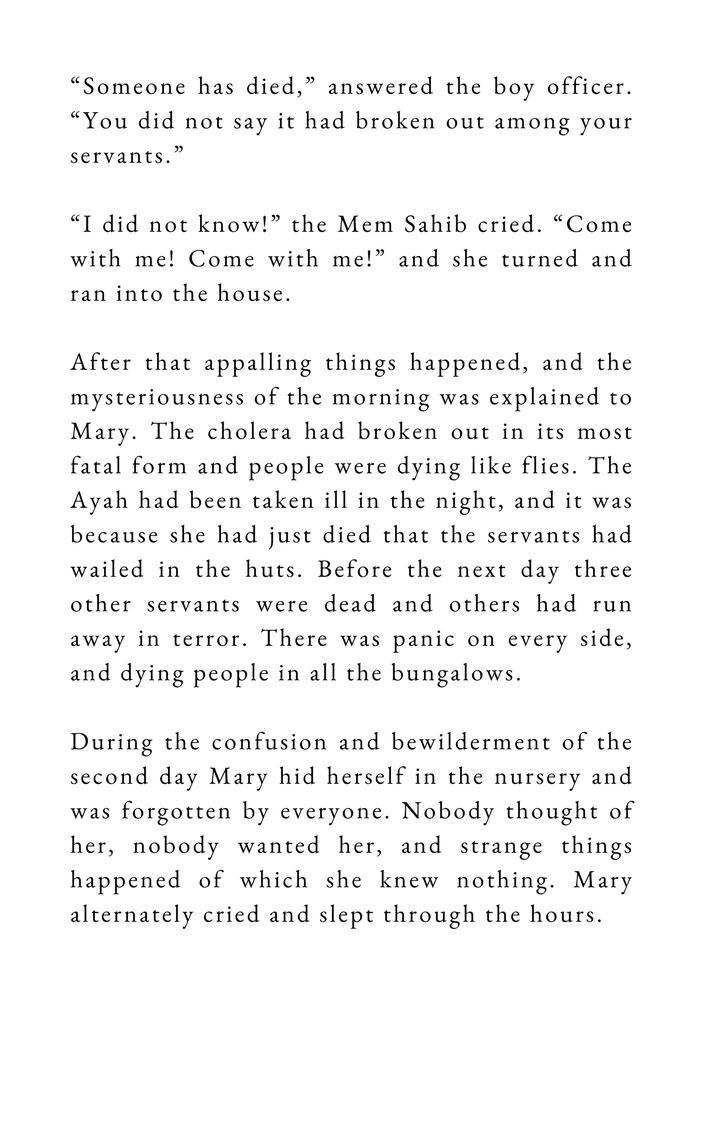 “Someone has died,” answered the boy officer.
“You did not say it had broken out among your
servants.”
“I did not know!” the Mem Sahib cried. “Come
with me! Come with me!” and she turned and
ran into the house.
After that appalling things happened, and the
mysteriousness of the morning was explained to
Mary. The cholera had broken out in its most
fatal form and people were dying like flies. The
Ayah had been taken ill in the night, and it was
because she had just died that the servants had
wailed in the huts. Before the next day three
other servants were dead and others had run
away in terror. There was panic on every side,
and dying people in all the bungalows.
During the confusion and bewilderment of the
second day Mary hid herself in the nursery and
was forgotten by everyone. Nobody thought of
her, nobody wanted her, and strange things
happened of which she knew nothing. Mary
alternately cried and slept through the hours.